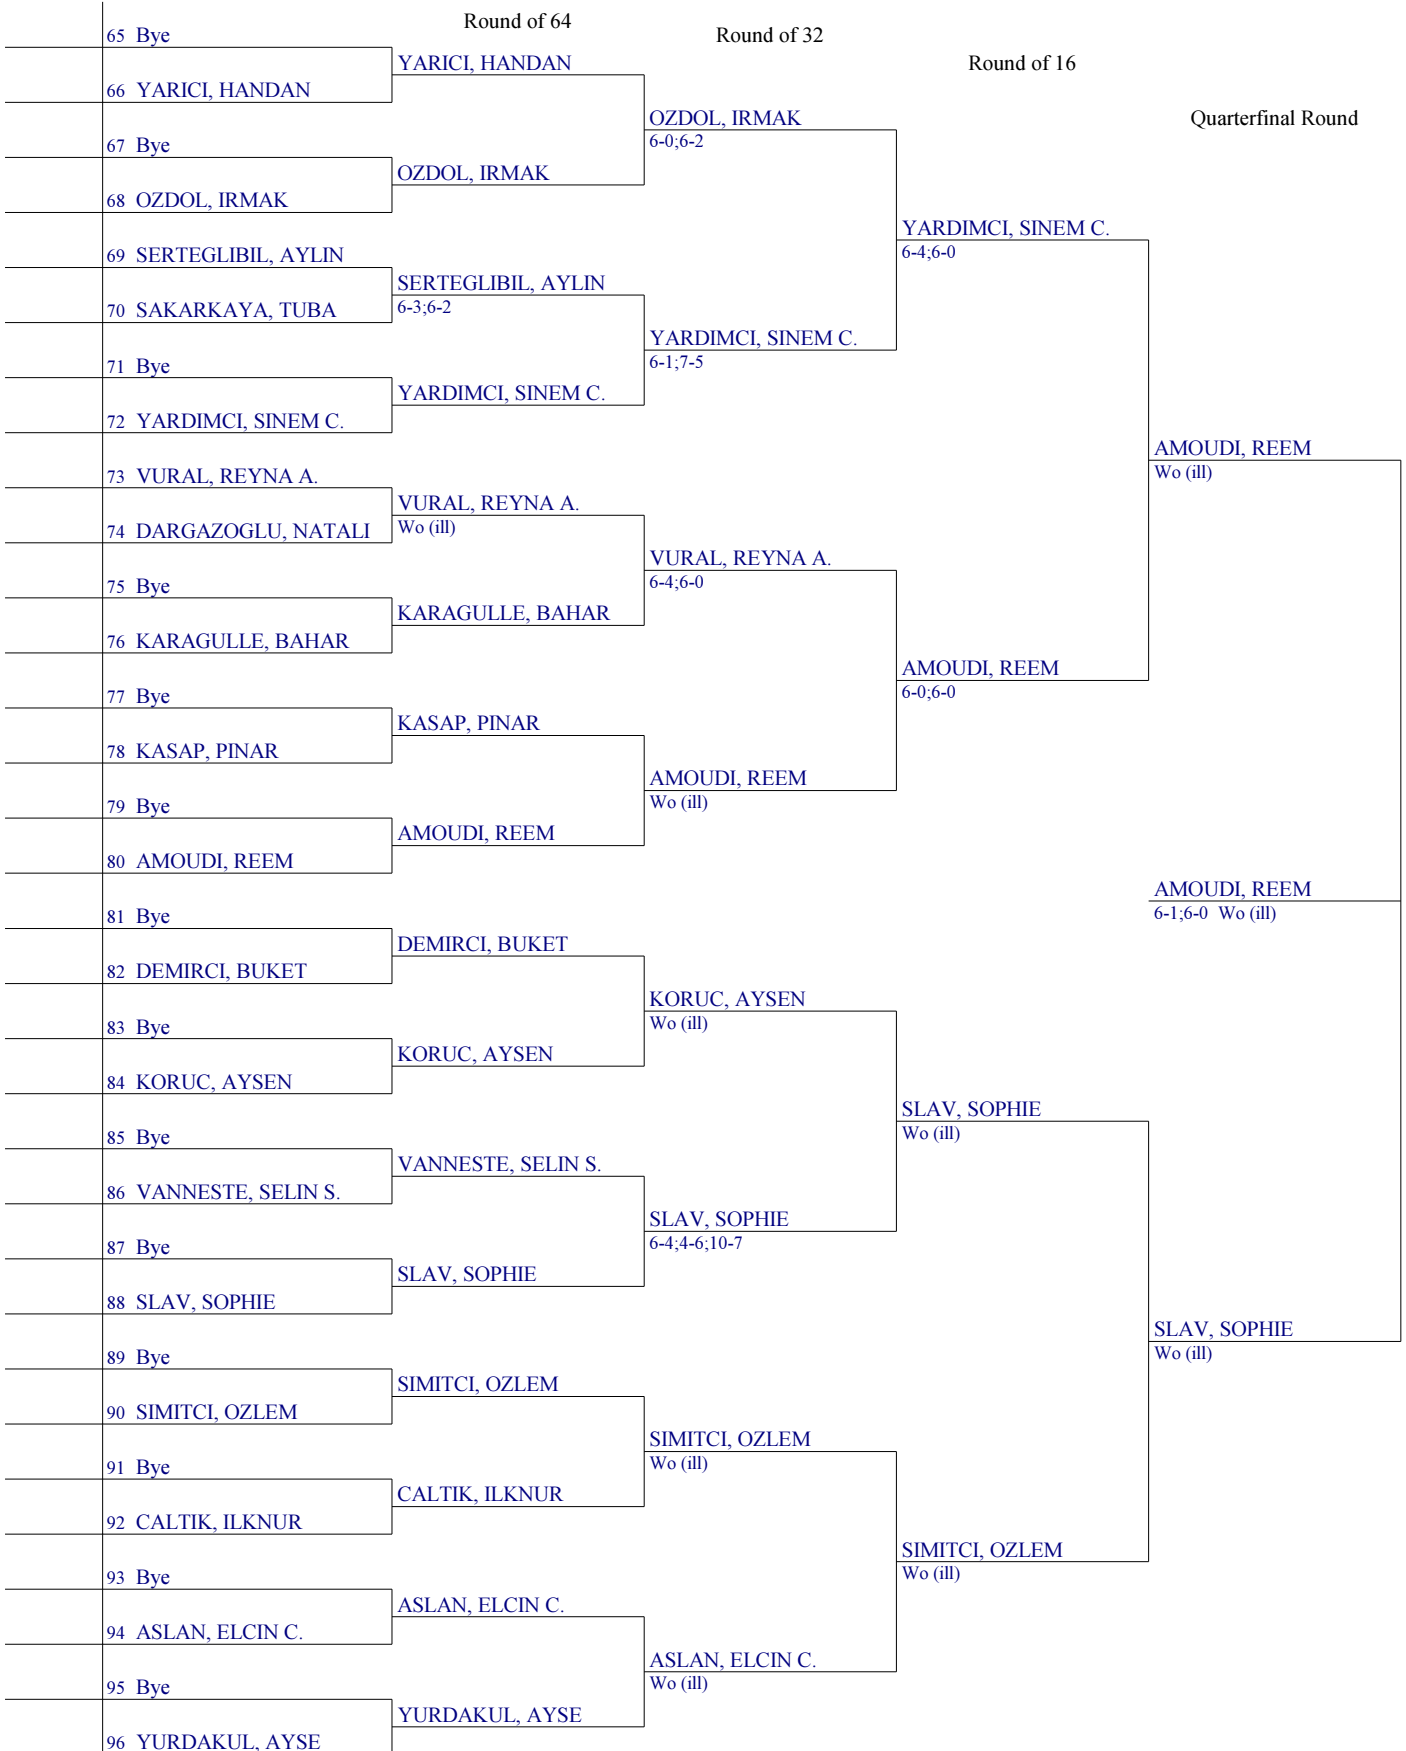 Round of 64
Round of 32
Round of 16
Quarterfinal Round
65 Bye
66 YARICI, HANDAN
67 Bye
68 OZDOL, IRMAK
69 SERTEGLIBIL, AYLIN
70 SAKARKAYA, TUBA
71 Bye
72 YARDIMCI, SINEM C.
73 VURAL, REYNA A.
74 DARGAZOGLU, NATALI
75 Bye
76 KARAGULLE, BAHAR
77 Bye
78 KASAP, PINAR
79 Bye
80 AMOUDI, REEM
81 Bye
82 DEMIRCI, BUKET
83 Bye
84 KORUC, AYSEN
85 Bye
86 VANNESTE, SELIN S.
87 Bye
88 SLAV, SOPHIE
89 Bye
90 SIMITCI, OZLEM
91 Bye
92 CALTIK, ILKNUR
93 Bye
94 ASLAN, ELCIN C.
95 Bye
96 YURDAKUL, AYSE
YARICI, HANDAN
OZDOL, IRMAK
SERTEGLIBIL, AYLIN
6-3;6-2
YARDIMCI, SINEM C.
VURAL, REYNA A.
Wo (ill)
KARAGULLE, BAHAR
KASAP, PINAR
AMOUDI, REEM
DEMIRCI, BUKET
KORUC, AYSEN
VANNESTE, SELIN S.
SLAV, SOPHIE
SIMITCI, OZLEM
CALTIK, ILKNUR
ASLAN, ELCIN C.
YURDAKUL, AYSE
OZDOL, IRMAK
6-0;6-2
YARDIMCI, SINEM C.
6-1;7-5
VURAL, REYNA A.
6-4;6-0
AMOUDI, REEM
Wo (ill)
KORUC, AYSEN
Wo (ill)
SLAV, SOPHIE
6-4;4-6;10-7
SIMITCI, OZLEM
Wo (ill)
ASLAN, ELCIN C.
Wo (ill)
YARDIMCI, SINEM C.
6-4;6-0
AMOUDI, REEM
6-0;6-0
SLAV, SOPHIE
Wo (ill)
SIMITCI, OZLEM
Wo (ill)
AMOUDI, REEM
Wo (ill)
AMOUDI, REEM
6-1;6-0 Wo (ill)
SLAV, SOPHIE
Wo (ill)